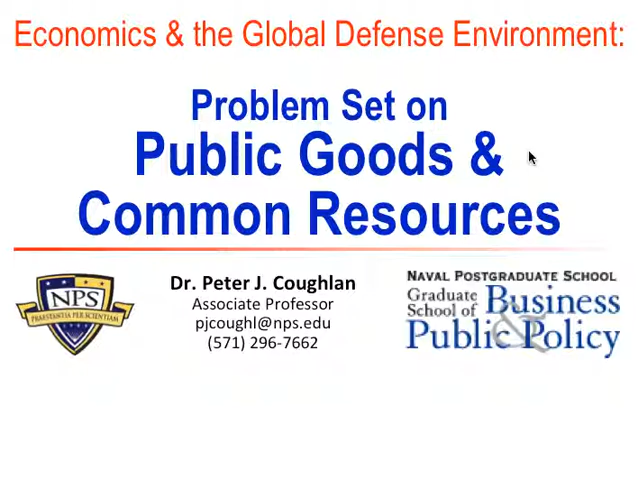 Economics & the Global Defense Environment:
Problem Set on
Public Goods &
Common Resources
NPS
PRAESTANTIA PER SCIENTIAM
Dr. Peter J. Coughlan
Associate Professor
pjcoughl@nps.edu
(571) 296-7662
NAVAL POSTGRADUATE SCHOOL
Graduate
School of Business
& Public Policy